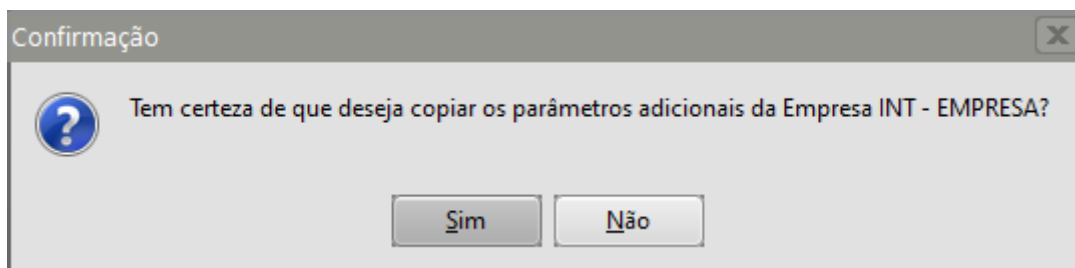 Confirmação
Tem certeza de que deseja copiar os parâmetros adicionais da Empresa INT - EMPRESA?
Sim
Não